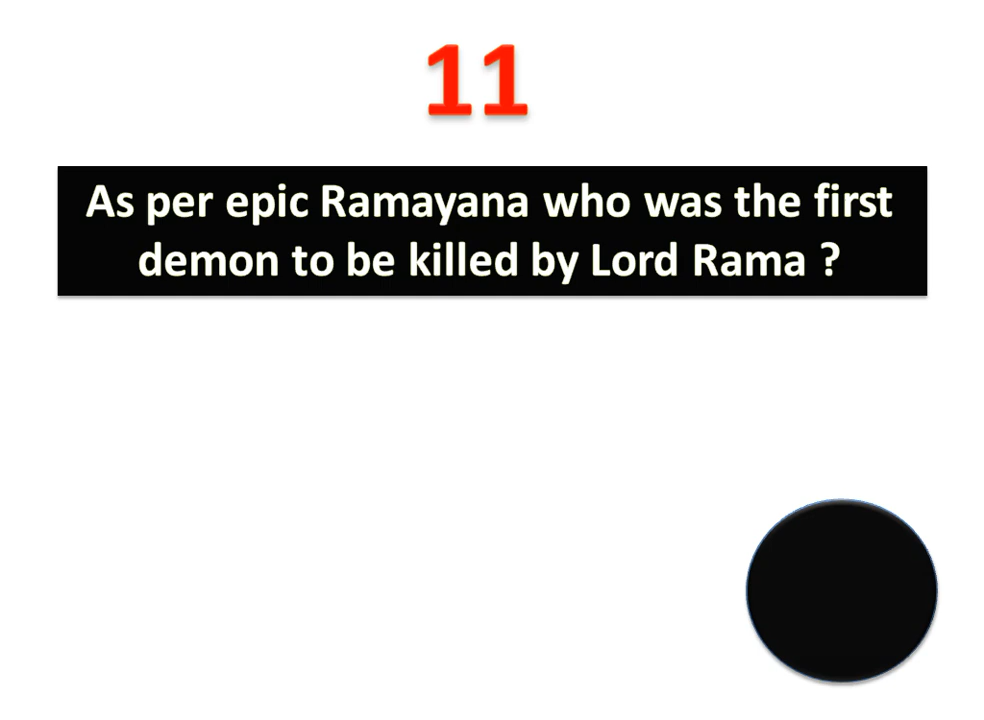 11
As per epic Ramayana who was the first
demon to be killed by Lord Rama ?